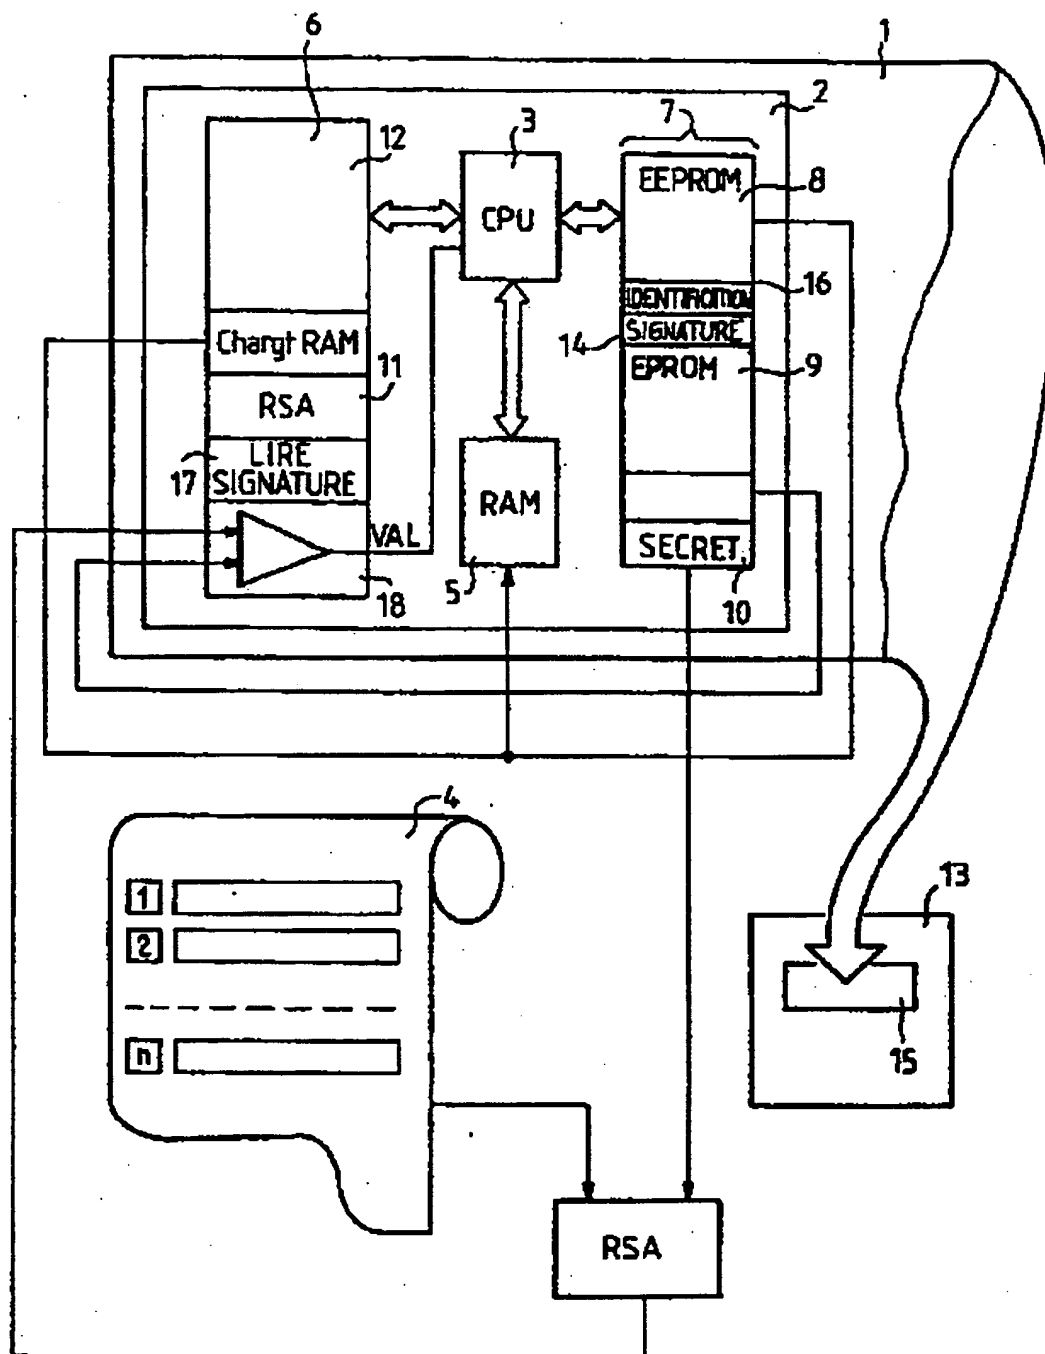 6
1
2
12
3
7
EEPROM
8
CPU
16
IDENTIFICITION
14
SIGNATURE
Chargt RAM
EPROM
9
11
RSA
17
LIRE
SIGNATURE
RAM
VAL
SECRET
5
18
10
4
1
2
n
13
15
RSA